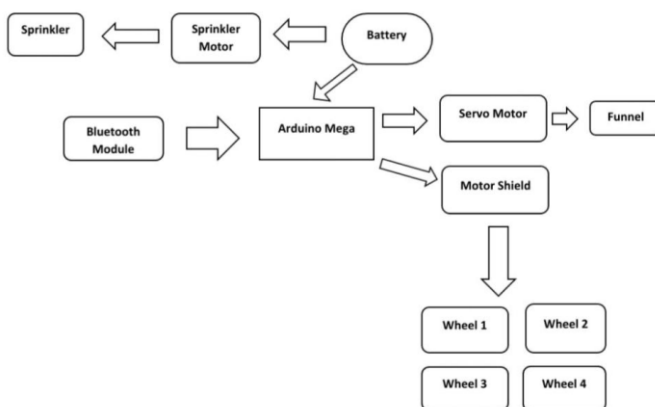 Sprinkler
Sprinkler
Motor
Battery
Bluetooth
Module
Arduino Mega
Servo Motor
Funnel
Motor Shield
Wheel 1
Wheel 2
Wheel 3
Wheel 4